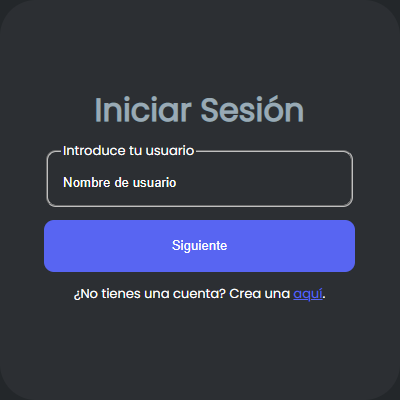 Iniciar Sesión
Introduce tu usuario
Nombre de usuario
Siguiente
¿No tienes una cuenta? Crea una aquí.